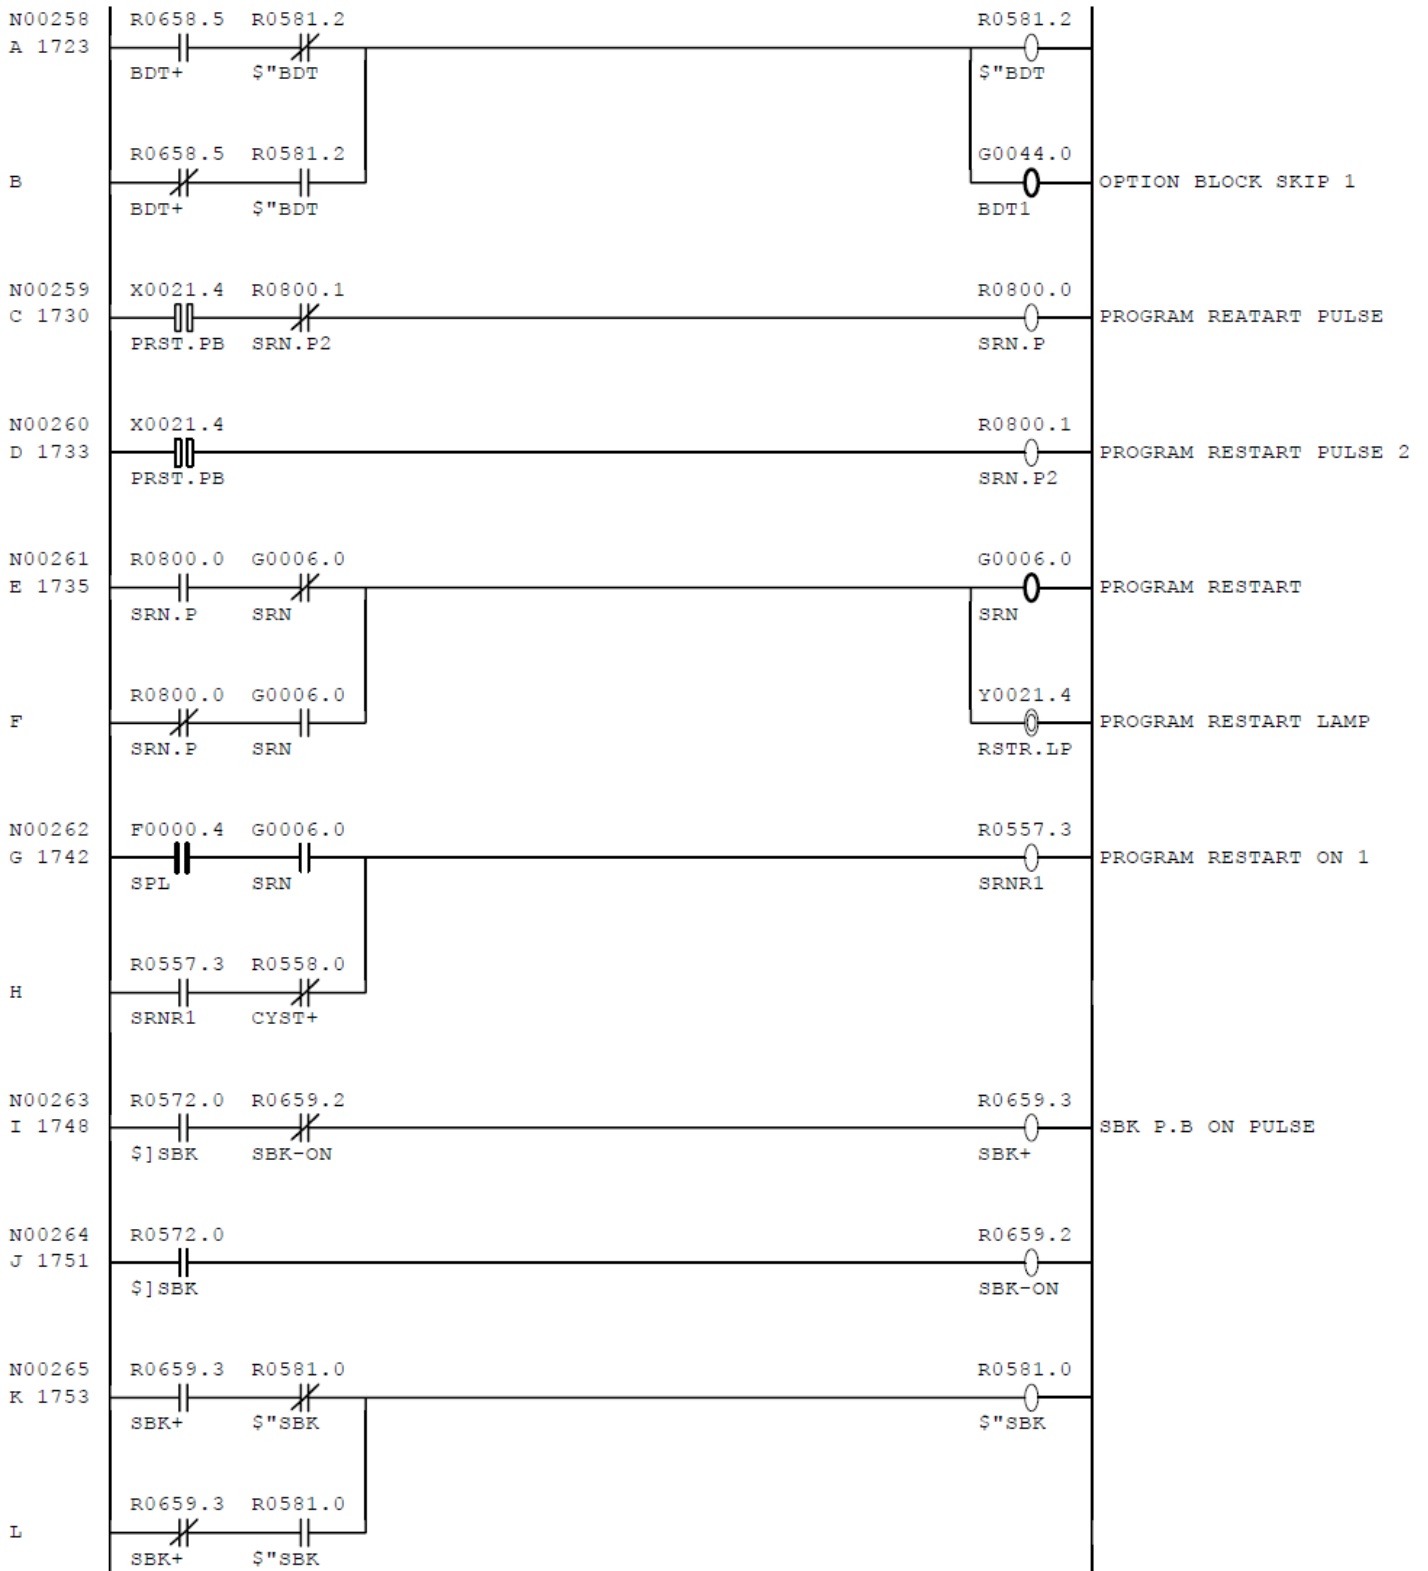 N00258 R0658.5 R0581.2 R0581.2
A 1723
BDT+ $"BDT $"BDT
R0658.5 R0581.2 G0044.0
B OPTION BLOCK SKIP 1
BDT+ $"BDT BDT1
N00259 X0021.4 R0800.1 R0800.0
C 1730 PROGRAM REATART PULSE
PRST.PB SRN.P2 SRN.P
N00260 X0021.4 R0800.1
D 1733 PROGRAM RESTART PULSE 2
PRST.PB SRN.P2
N00261 R0800.0 G0006.0 G0006.0
E 1735 PROGRAM RESTART
SRN.P SRN SRN
R0800.0 G0006.0 Y0021.4
F PROGRAM RESTART LAMP
SRN.P SRN RSTR.LP
N00262 F0000.4 G0006.0 R0557.3
G 1742 PROGRAM RESTART ON 1
SPL SRN SRNR1
R0557.3 R0558.0
H
SRNR1 CYST+
N00263 R0572.0 R0659.2 R0659.3
I 1748 SBK P.B ON PULSE
$]SBK SBK-ON SBK+
N00264 R0572.0 R0659.2
J 1751
$]SBK SBK-ON
N00265 R0659.3 R0581.0 R0581.0
K 1753
SBK+ $"SBK $"SBK
R0659.3 R0581.0
L
SBK+ $"SBK